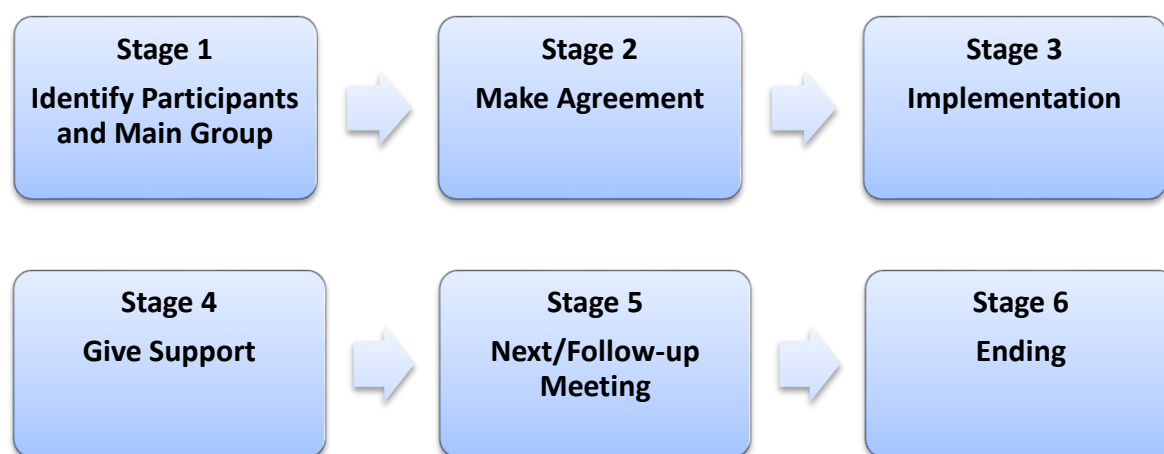 Stage 1
Identify Participants
and Main Group
Stage 2
Make Agreement
Stage 3
Implementation
Stage 4
Give Support
Stage 5
Next/Follow-up
Meeting
Stage 6
Ending